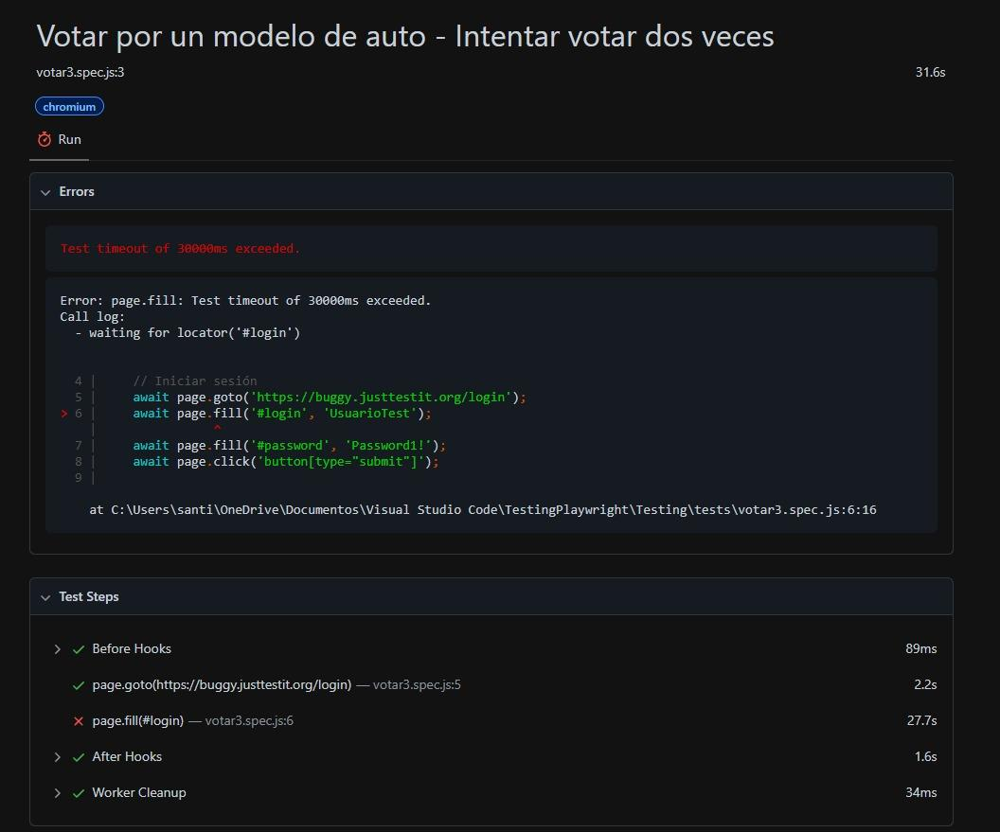 Votar por un modelo de auto - Intentar votar dos veces
votar3.spec.js:3 31.6s
chromium
Run
Errors
Test timeout of 30000ms exceeded.
Error: page.fill: Test timeout of 30000ms exceeded.
Call log:
- waiting for locator('#login')
4 | // Iniciar sesión
5 | await page.goto('https://buggy.justtestit.org/login');
> 6 | await page.fill('#login', 'UsuarioTest');
| ^
7 | await page.fill('#password', 'Password1!');
8 | await page.click('button[type="submit"]');
9 |
at C:\Users\santi\OneDrive\Documentos\Visual Studio Code\TestingPlaywright\Testing\tests\votar3.spec.js:6:16
Test Steps
Before Hooks 89ms
page.goto(https://buggy.justtestit.org/login) — votar3.spec.js:5 2.2s
page.fill(#login) — votar3.spec.js:6 27.7s
After Hooks 1.6s
Worker Cleanup 34ms